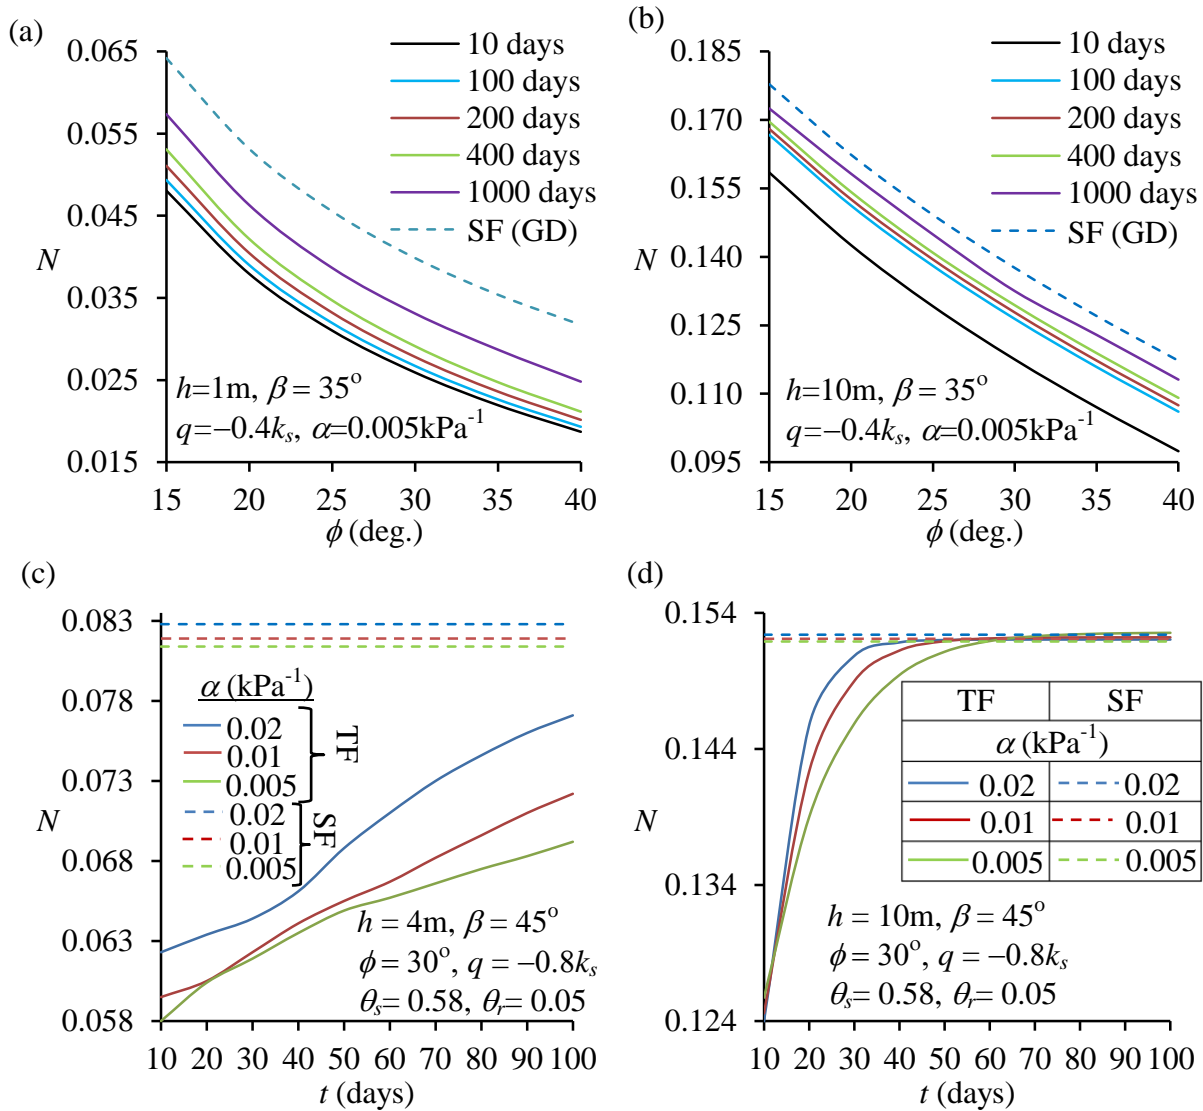 (a)
0.065
0.055
0.045
0.035
0.025
0.015
N
10 days
100 days
200 days
400 days
1000 days
SF (GD)
h=1m, β = 35°
q=−0.4kₛ, α=0.005kPa⁻¹
15 20 25 30 35 40
ϕ (deg.)
(b)
0.185
0.170
0.155
0.140
0.125
0.110
0.095
N
10 days
100 days
200 days
400 days
1000 days
SF (GD)
h=10m, β = 35°
q=−0.4kₛ, α=0.005kPa⁻¹
15 20 25 30 35 40
ϕ (deg.)
(c)
0.083
0.078
0.073
0.068
0.063
0.058
N
α (kPa⁻¹)
0.02
0.01
0.005
TF
0.02
0.01
0.005
SF
h = 4m, β = 45°
ϕ = 30°, q = −0.8kₛ
θₛ= 0.58, θᵣ= 0.05
10 20 30 40 50 60 70 80 90 100
t (days)
(d)
0.154
0.144
0.134
0.124
N
TF SF
α (kPa⁻¹)
0.02 0.02
0.01 0.01
0.005 0.005
h = 10m, β = 45°
ϕ = 30°, q = −0.8kₛ
θₛ= 0.58, θᵣ= 0.05
10 20 30 40 50 60 70 80 90 100
t (days)